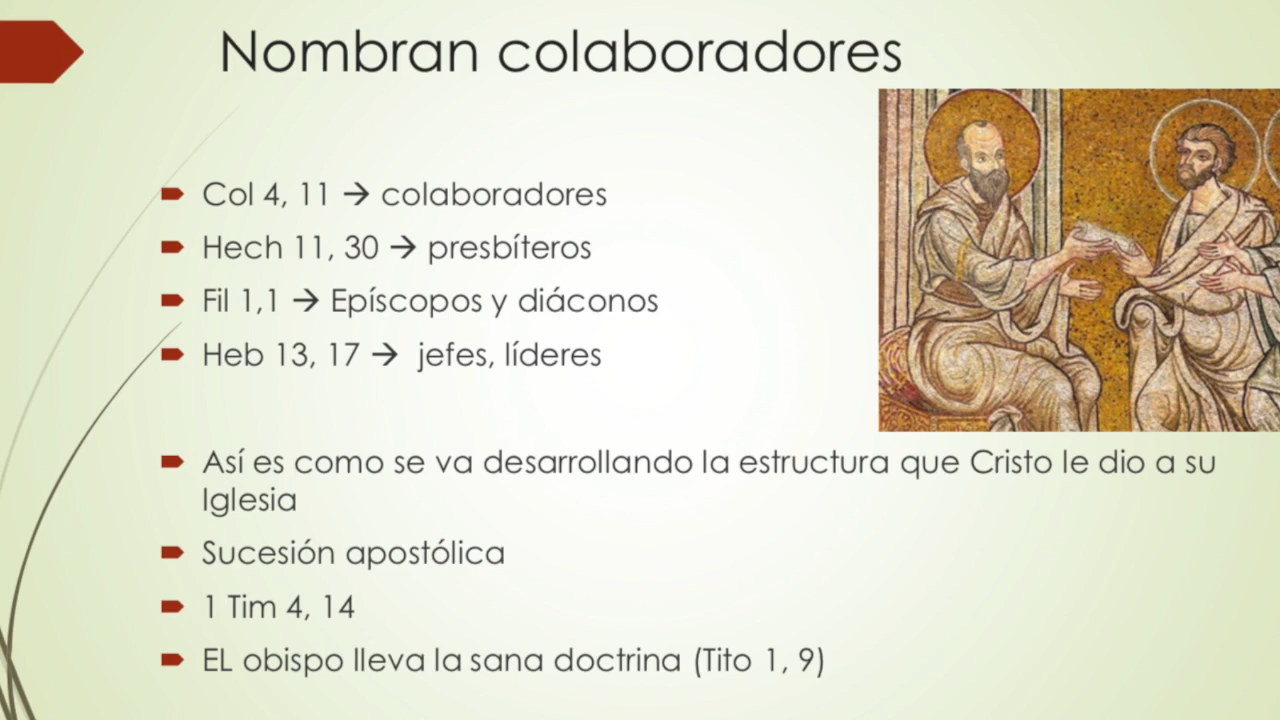 Nombran colaboradores
Col 4, 11 → colaboradores
Hech 11, 30 → presbíteros
Fil 1,1 → Epíscopos y diáconos
Heb 13, 17 → jefes, líderes
Así es como se va desarrollando la estructura que Cristo le dio a su
Iglesia
Sucesión apostólica
1 Tim 4, 14
EL obispo lleva la sana doctrina (Tito 1, 9)